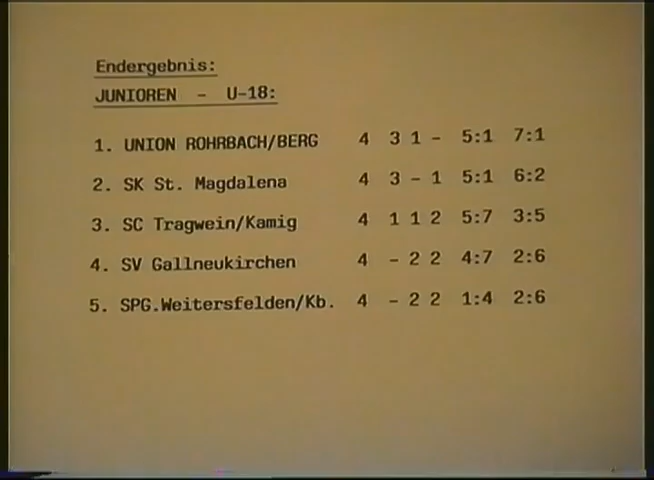 Endergebnis:
JUNIOREN - U-18:
1. UNION ROHRBACH/BERG 4 3 1 - 5:1 7:1
2. SK St. Magdalena 4 3 - 1 5:1 6:2
3. SC Tragwein/Kamig 4 1 1 2 5:7 3:5
4. SV Gallneukirchen 4 - 2 2 4:7 2:6
5. SPG.Weitersfelden/Kb. 4 - 2 2 1:4 2:6